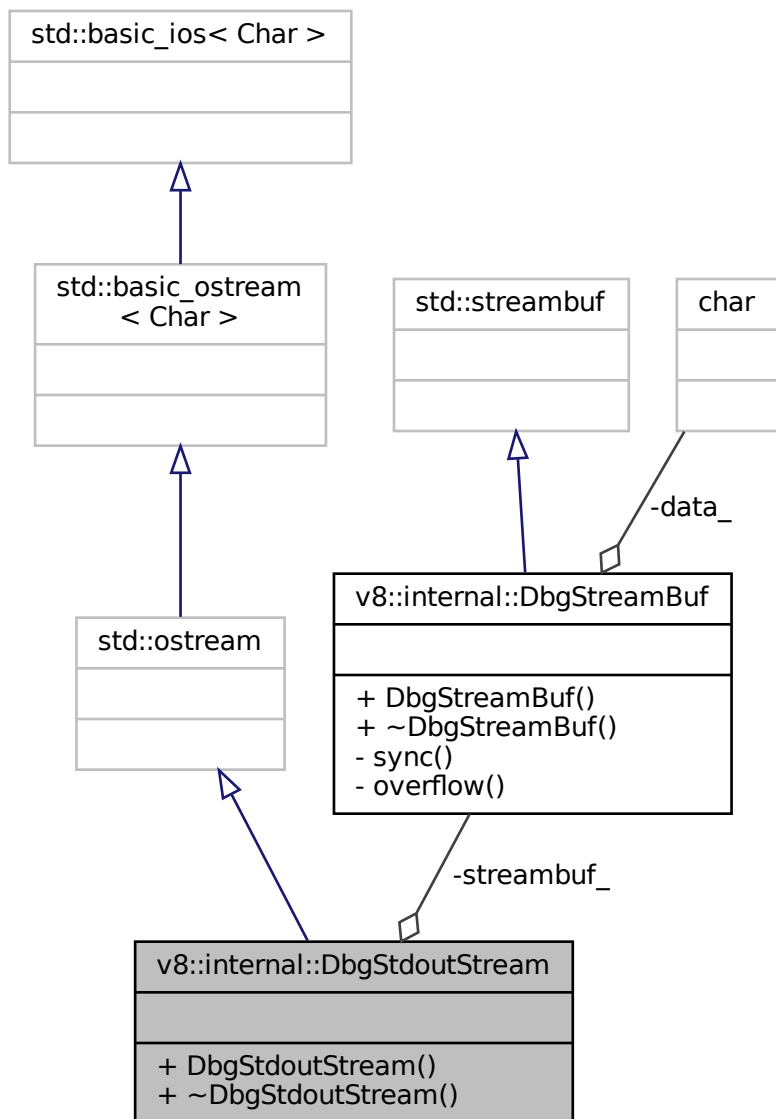 std::basic_ios< Char >
std::basic_ostream
< Char >
std::streambuf
char
-data_
v8::internal::DbgStreamBuf
+ DbgStreamBuf()
+ ~DbgStreamBuf()
- sync()
- overflow()
std::ostream
-streambuf_
v8::internal::DbgStdoutStream
+ DbgStdoutStream()
+ ~DbgStdoutStream()